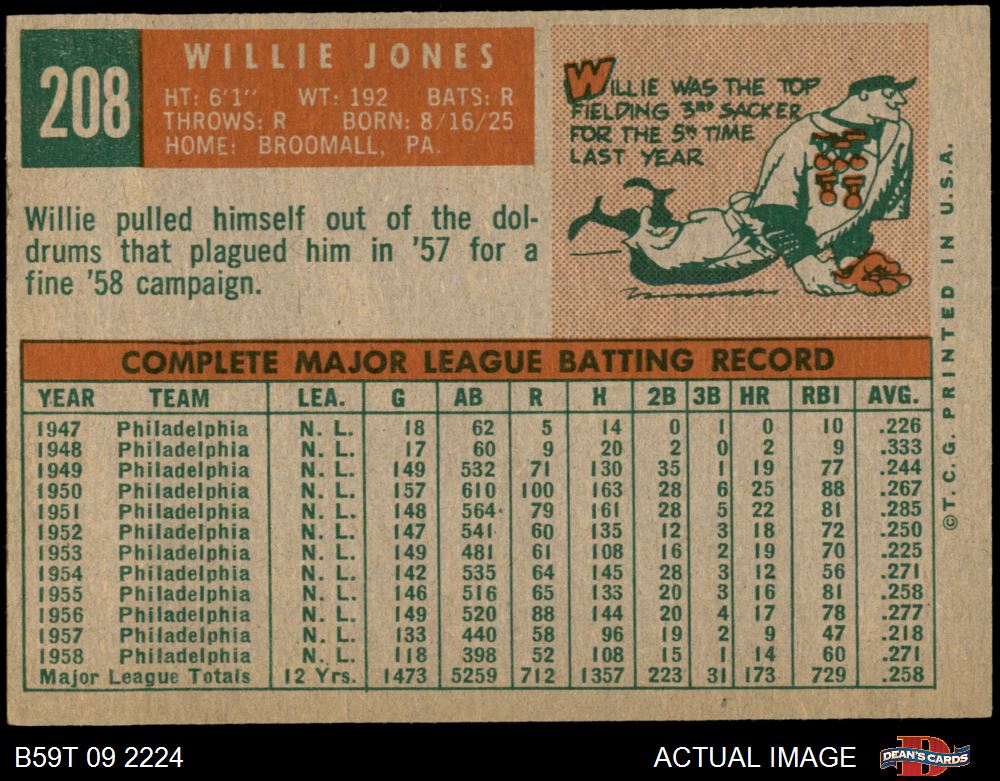 208
WILLIE JONES
HT: 6'1" WT: 192 BATS: R
THROWS: R BORN: 8/16/25
HOME: BROOMALL, PA.
WILLIE WAS THE TOP
FIELDING 3RD SACKER
FOR THE 5TH TIME
LAST YEAR
Willie pulled himself out of the dol-
drums that plagued him in '57 for a
fine '58 campaign.
COMPLETE MAJOR LEAGUE BATTING RECORD
YEAR TEAM LEA. G AB R H 2B 3B HR RBI AVG.
1947 Philadelphia N. L. 18 62 5 14 0 1 0 10 .226
1948 Philadelphia N. L. 17 60 9 20 2 0 2 9 .333
1949 Philadelphia N. L. 149 532 71 130 35 1 19 77 .244
1950 Philadelphia N. L. 157 610 100 163 28 6 25 88 .267
1951 Philadelphia N. L. 148 564 79 161 28 5 22 81 .285
1952 Philadelphia N. L. 147 541 60 135 12 3 18 72 .250
1953 Philadelphia N. L. 149 481 61 108 16 2 19 70 .225
1954 Philadelphia N. L. 142 535 64 145 28 3 12 56 .271
1955 Philadelphia N. L. 146 516 65 133 20 3 16 81 .258
1956 Philadelphia N. L. 149 520 88 144 20 4 17 78 .277
1957 Philadelphia N. L. 133 440 58 96 19 2 9 47 .218
1958 Philadelphia N. L. 118 398 52 108 15 1 14 60 .271
Major League Totals 12 Yrs. 1473 5259 712 1357 223 31 173 729 .258
©T. C. G. PRINTED IN U.S.A.
B59T 09 2224
ACTUAL IMAGE
D
DEAN'S CARDS